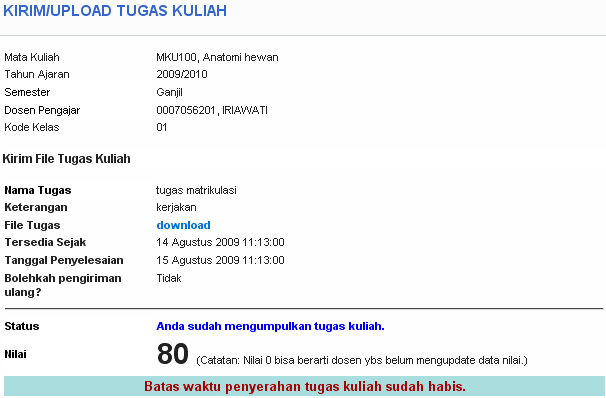 KIRIM/UPLOAD TUGAS KULIAH
Mata Kuliah MKU100, Anatomi hewan
Tahun Ajaran 2009/2010
Semester Ganjil
Dosen Pengajar 0007056201, IRIAWATI
Kode Kelas 01
Kirim File Tugas Kuliah
Nama Tugas tugas matrikulasi
Keterangan kerjakan
File Tugas download
Tersedia Sejak 14 Agustus 2009 11:13:00
Tanggal Penyelesaian 15 Agustus 2009 11:13:00
Bolehkah pengiriman Tidak
ulang?
Status Anda sudah mengumpulkan tugas kuliah.
Nilai 80 (Catatan: Nilai 0 bisa berarti dosen ybs belum mengupdate data nilai.)
Batas waktu penyerahan tugas kuliah sudah habis.